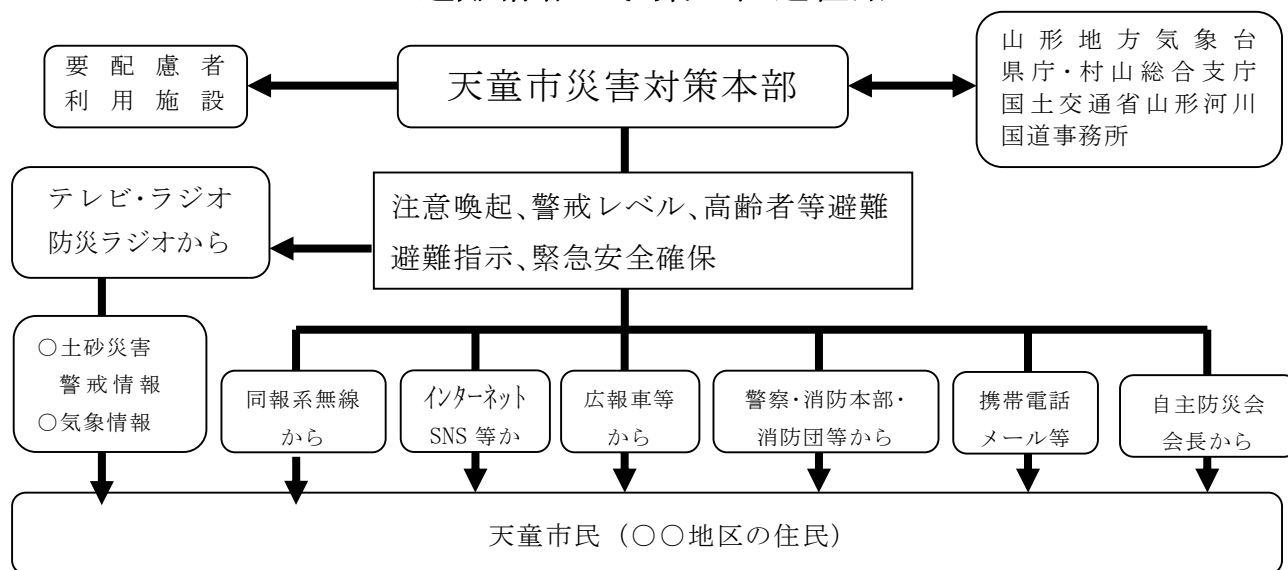 要配慮者
利用施設
天童市災害対策本部
山形地方気象台
県庁・村山総合支庁
国土交通省山形河川
国道事務所
テレビ・ラジオ
防災ラジオから
注意喚起、警戒レベル、高齢者等避難
避難指示、緊急安全確保
○土砂災害
警戒情報
○気象情報
同報系無線
から
インターネット
SNS 等か
広報車等
から
警察・消防本部・
消防団等から
携帯電話
メール等
自主防災会
会長から
天童市民（○○地区の住民）